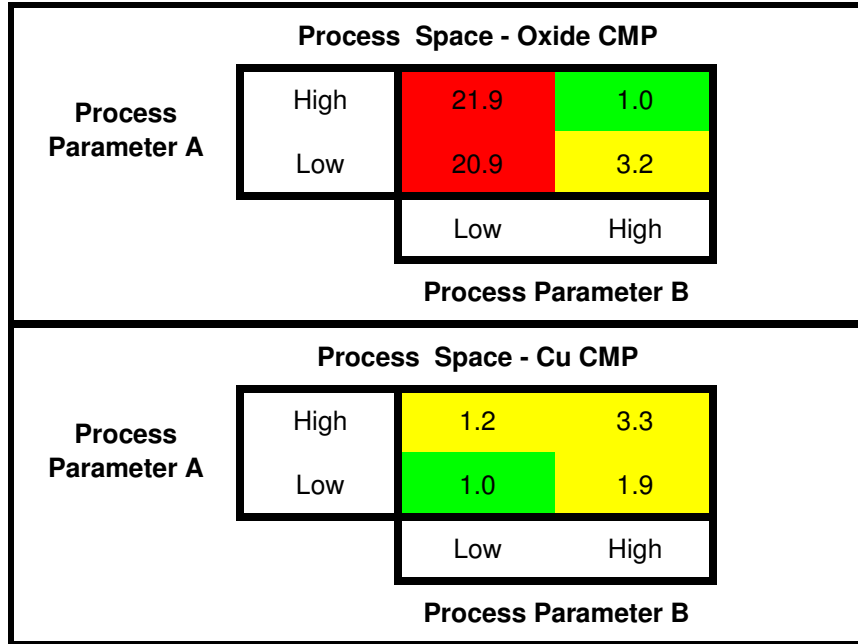 Process Space - Oxide CMP
Process
Parameter A
High 21.9 1.0
Low 20.9 3.2
Low High
Process Parameter B
Process Space - Cu CMP
Process
Parameter A
High 1.2 3.3
Low 1.0 1.9
Low High
Process Parameter B